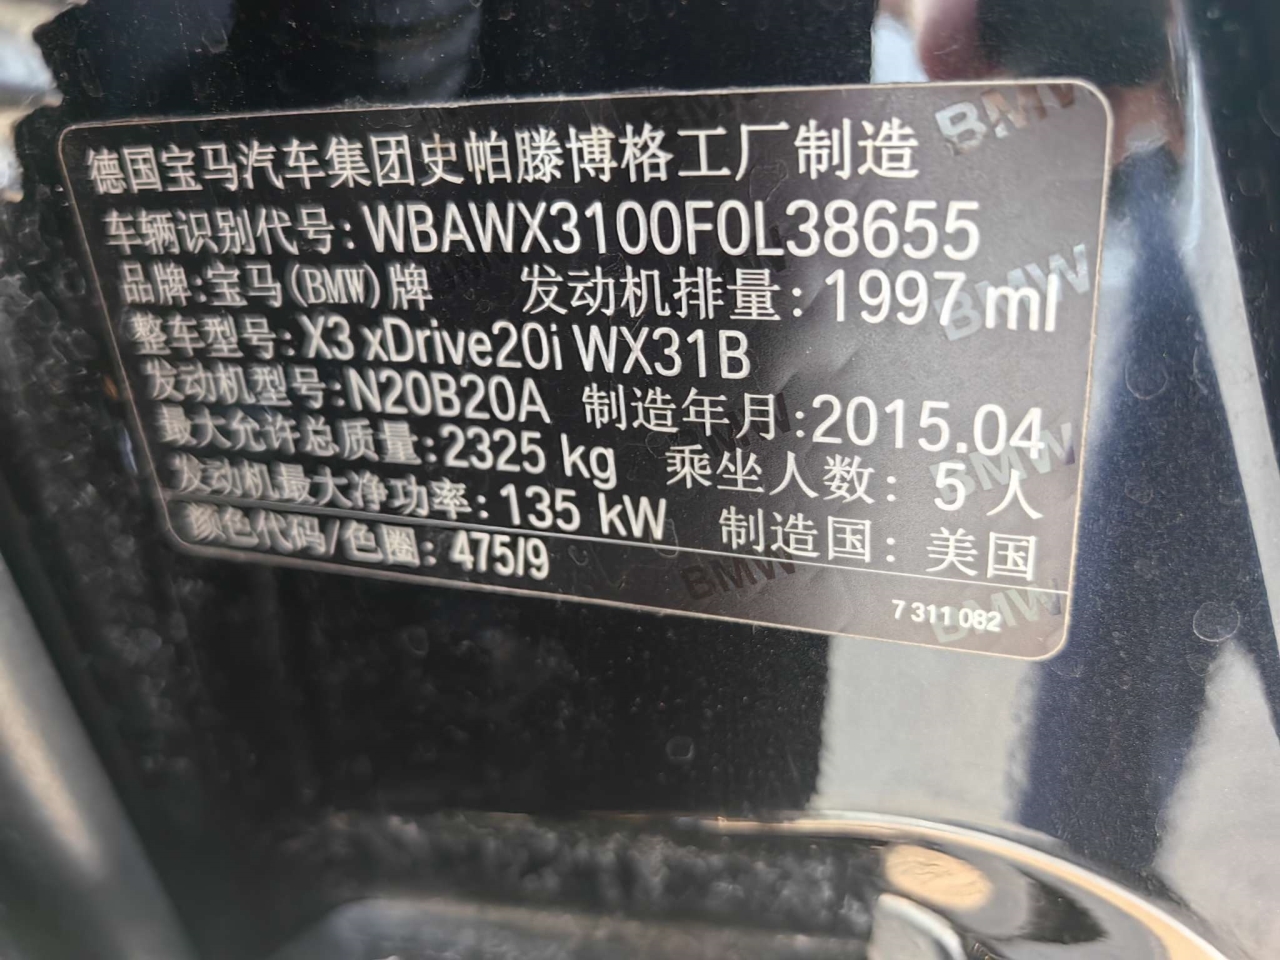 德国宝马汽车集团史帕滕博格工厂制造
车辆识别代号: WBAWX3100F0L38655
品牌: 宝马(BMW)牌 发动机排量: 1997 ml
整车型号: X3 xDrive20i WX31B
发动机型号: N20B20A 制造年月: 2015.04
最大允许总质量: 2325 kg 乘坐人数: 5人
发动机最大净功率: 135 kW 制造国: 美国
颜色代码/色圈: 475/9
7 311 082